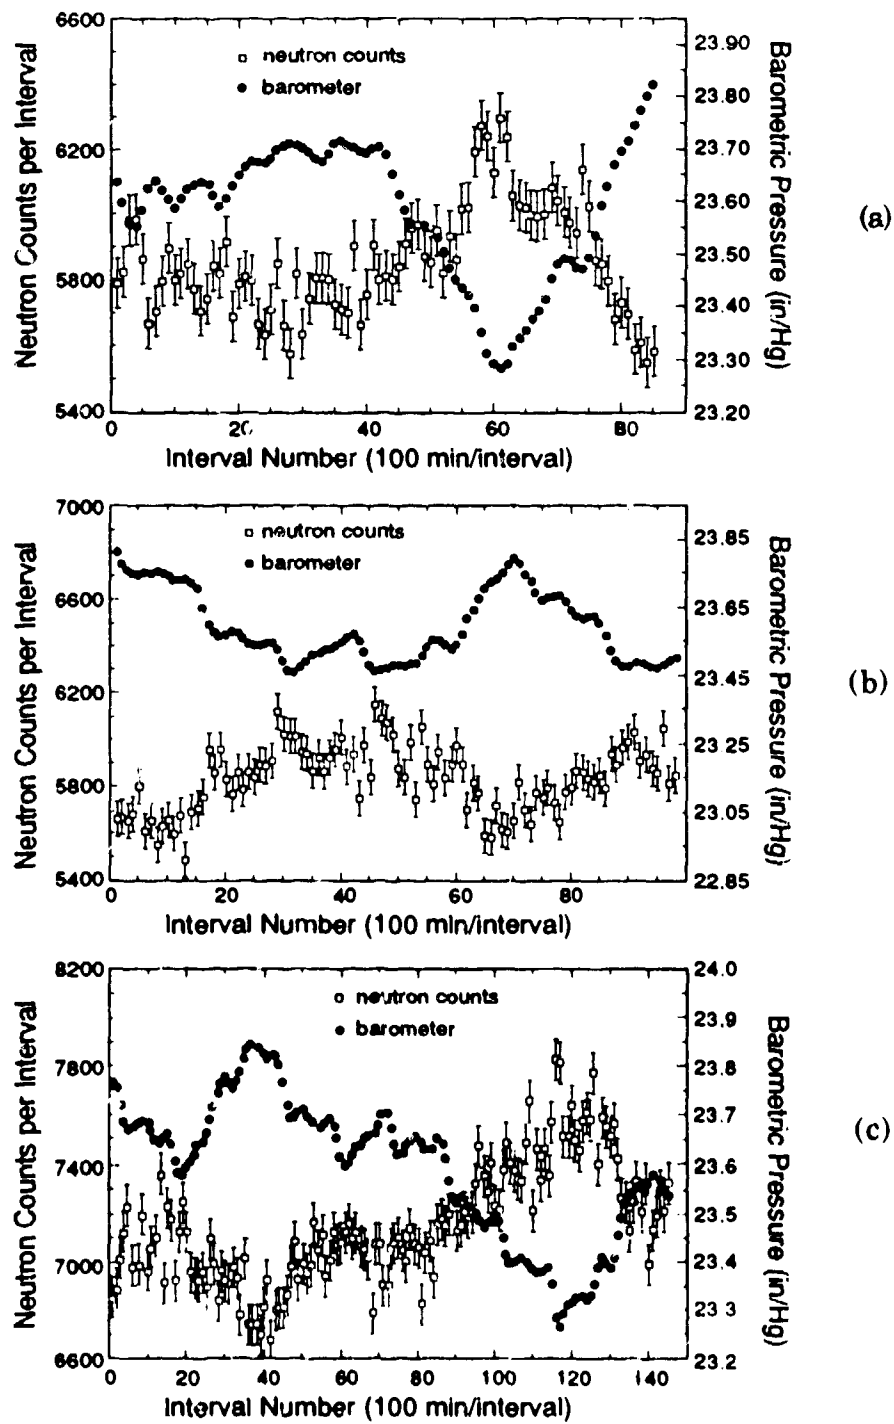 6600
6200
5800
5400
Neutron Counts per Interval
neutron counts
barometer
23.90
23.80
23.70
23.60
23.50
23.40
23.30
23.20
Barometric Pressure (in/Hg)
0 20 40 60 80
Interval Number (100 min/interval)
(a)
7000
6600
6200
5800
5400
Neutron Counts per Interval
neutron counts
barometer
23.85
23.65
23.45
23.25
23.05
22.85
Barometric Pressure (in/Hg)
0 20 40 60 80
Interval Number (100 min/interval)
(b)
8200
7800
7400
7000
6600
Neutron Counts per Interval
neutron counts
barometer
24.0
23.9
23.8
23.7
23.6
23.5
23.4
23.3
23.2
Barometric Pressure (in/Hg)
0 20 40 60 80 100 120 140
Interval Number (100 min/interval)
(c)